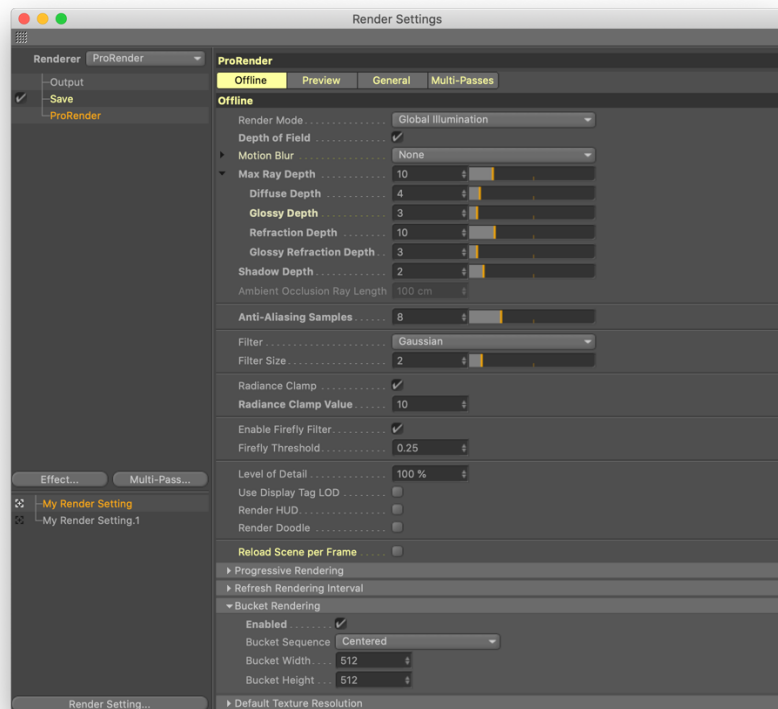 Render Settings
Renderer ProRender
Output
Save
ProRender
Effect... Multi-Pass...
My Render Setting
My Render Setting.1
Render Setting...
ProRender
Offline Preview General Multi-Passes
Offline
Render Mode Global Illumination
Depth of Field
Motion Blur None
Max Ray Depth 10
Diffuse Depth 4
Glossy Depth 3
Refraction Depth 10
Glossy Refraction Depth 3
Shadow Depth 2
Ambient Occlusion Ray Length 100 cm
Anti-Aliasing Samples 8
Filter Gaussian
Filter Size 2
Radiance Clamp
Radiance Clamp Value 10
Enable Firefly Filter
Firefly Threshold 0.25
Level of Detail 100 %
Use Display Tag LOD
Render HUD
Render Doodle
Reload Scene per Frame
Progressive Rendering
Refresh Rendering Interval
Bucket Rendering
Enabled
Bucket Sequence Centered
Bucket Width 512
Bucket Height 512
Default Texture Resolution